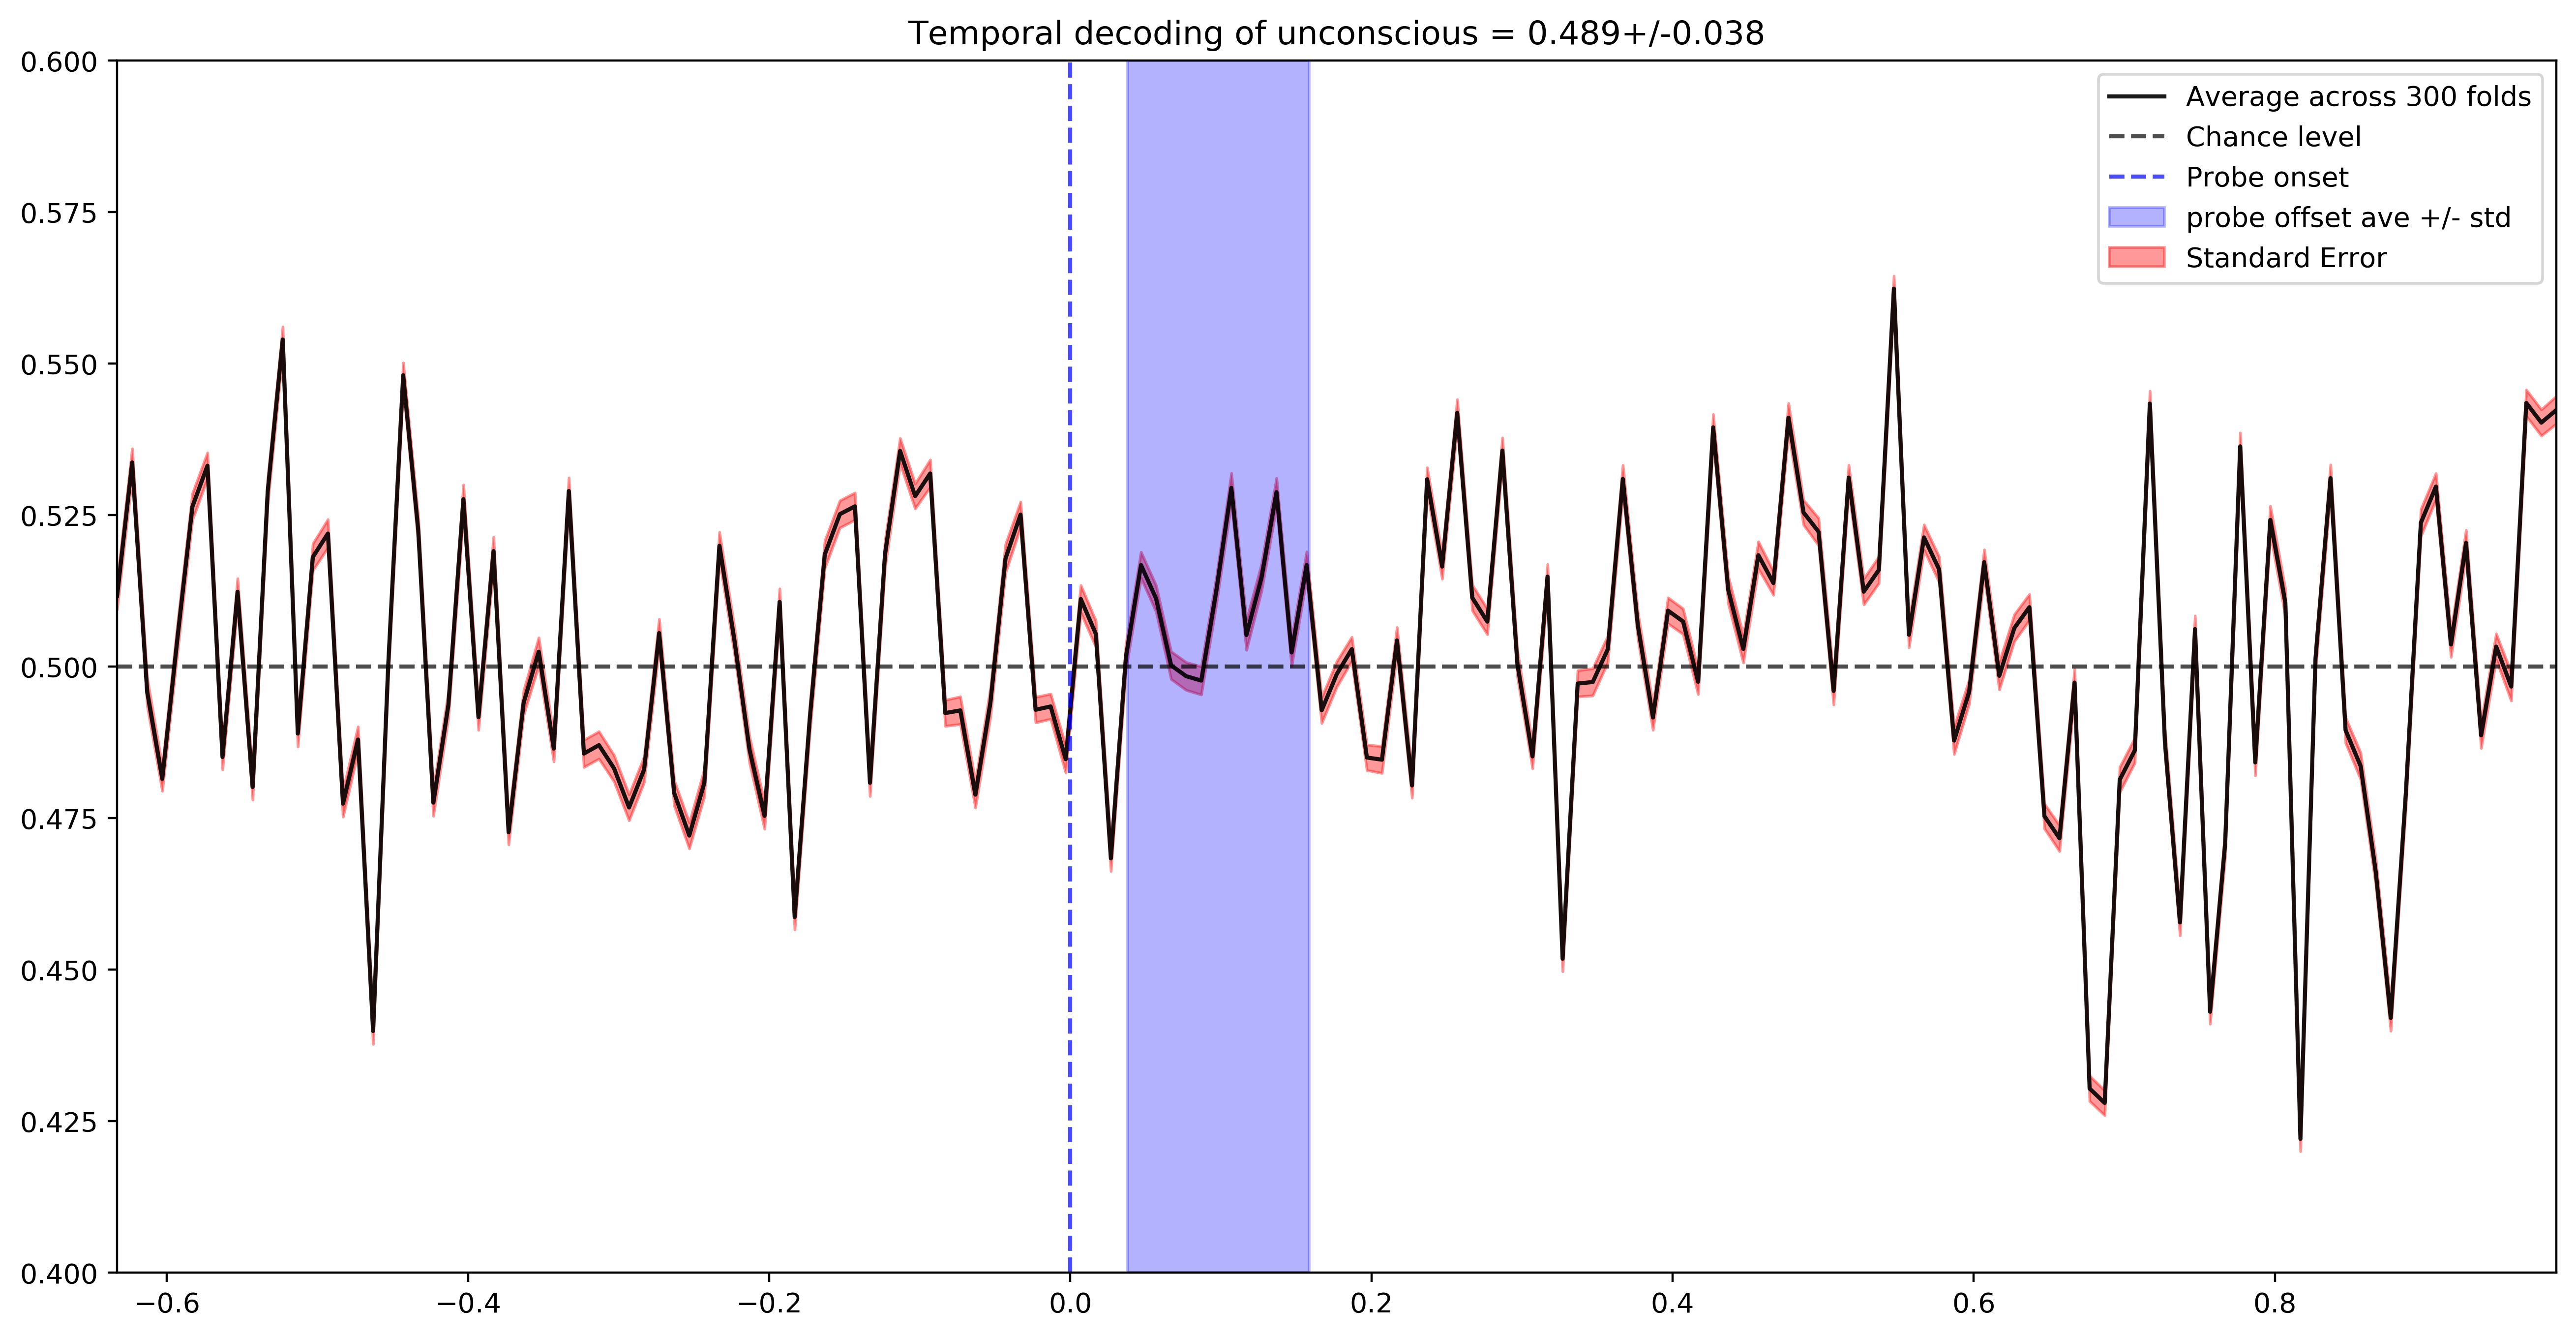 Temporal decoding of unconscious = 0.489+/-0.038
0.600
0.575
0.550
0.525
0.500
0.475
0.450
0.425
0.400
−0.6
−0.4
−0.2
0.0
0.2
0.4
0.6
0.8
Average across 300 folds
Chance level
Probe onset
probe offset ave +/- std
Standard Error